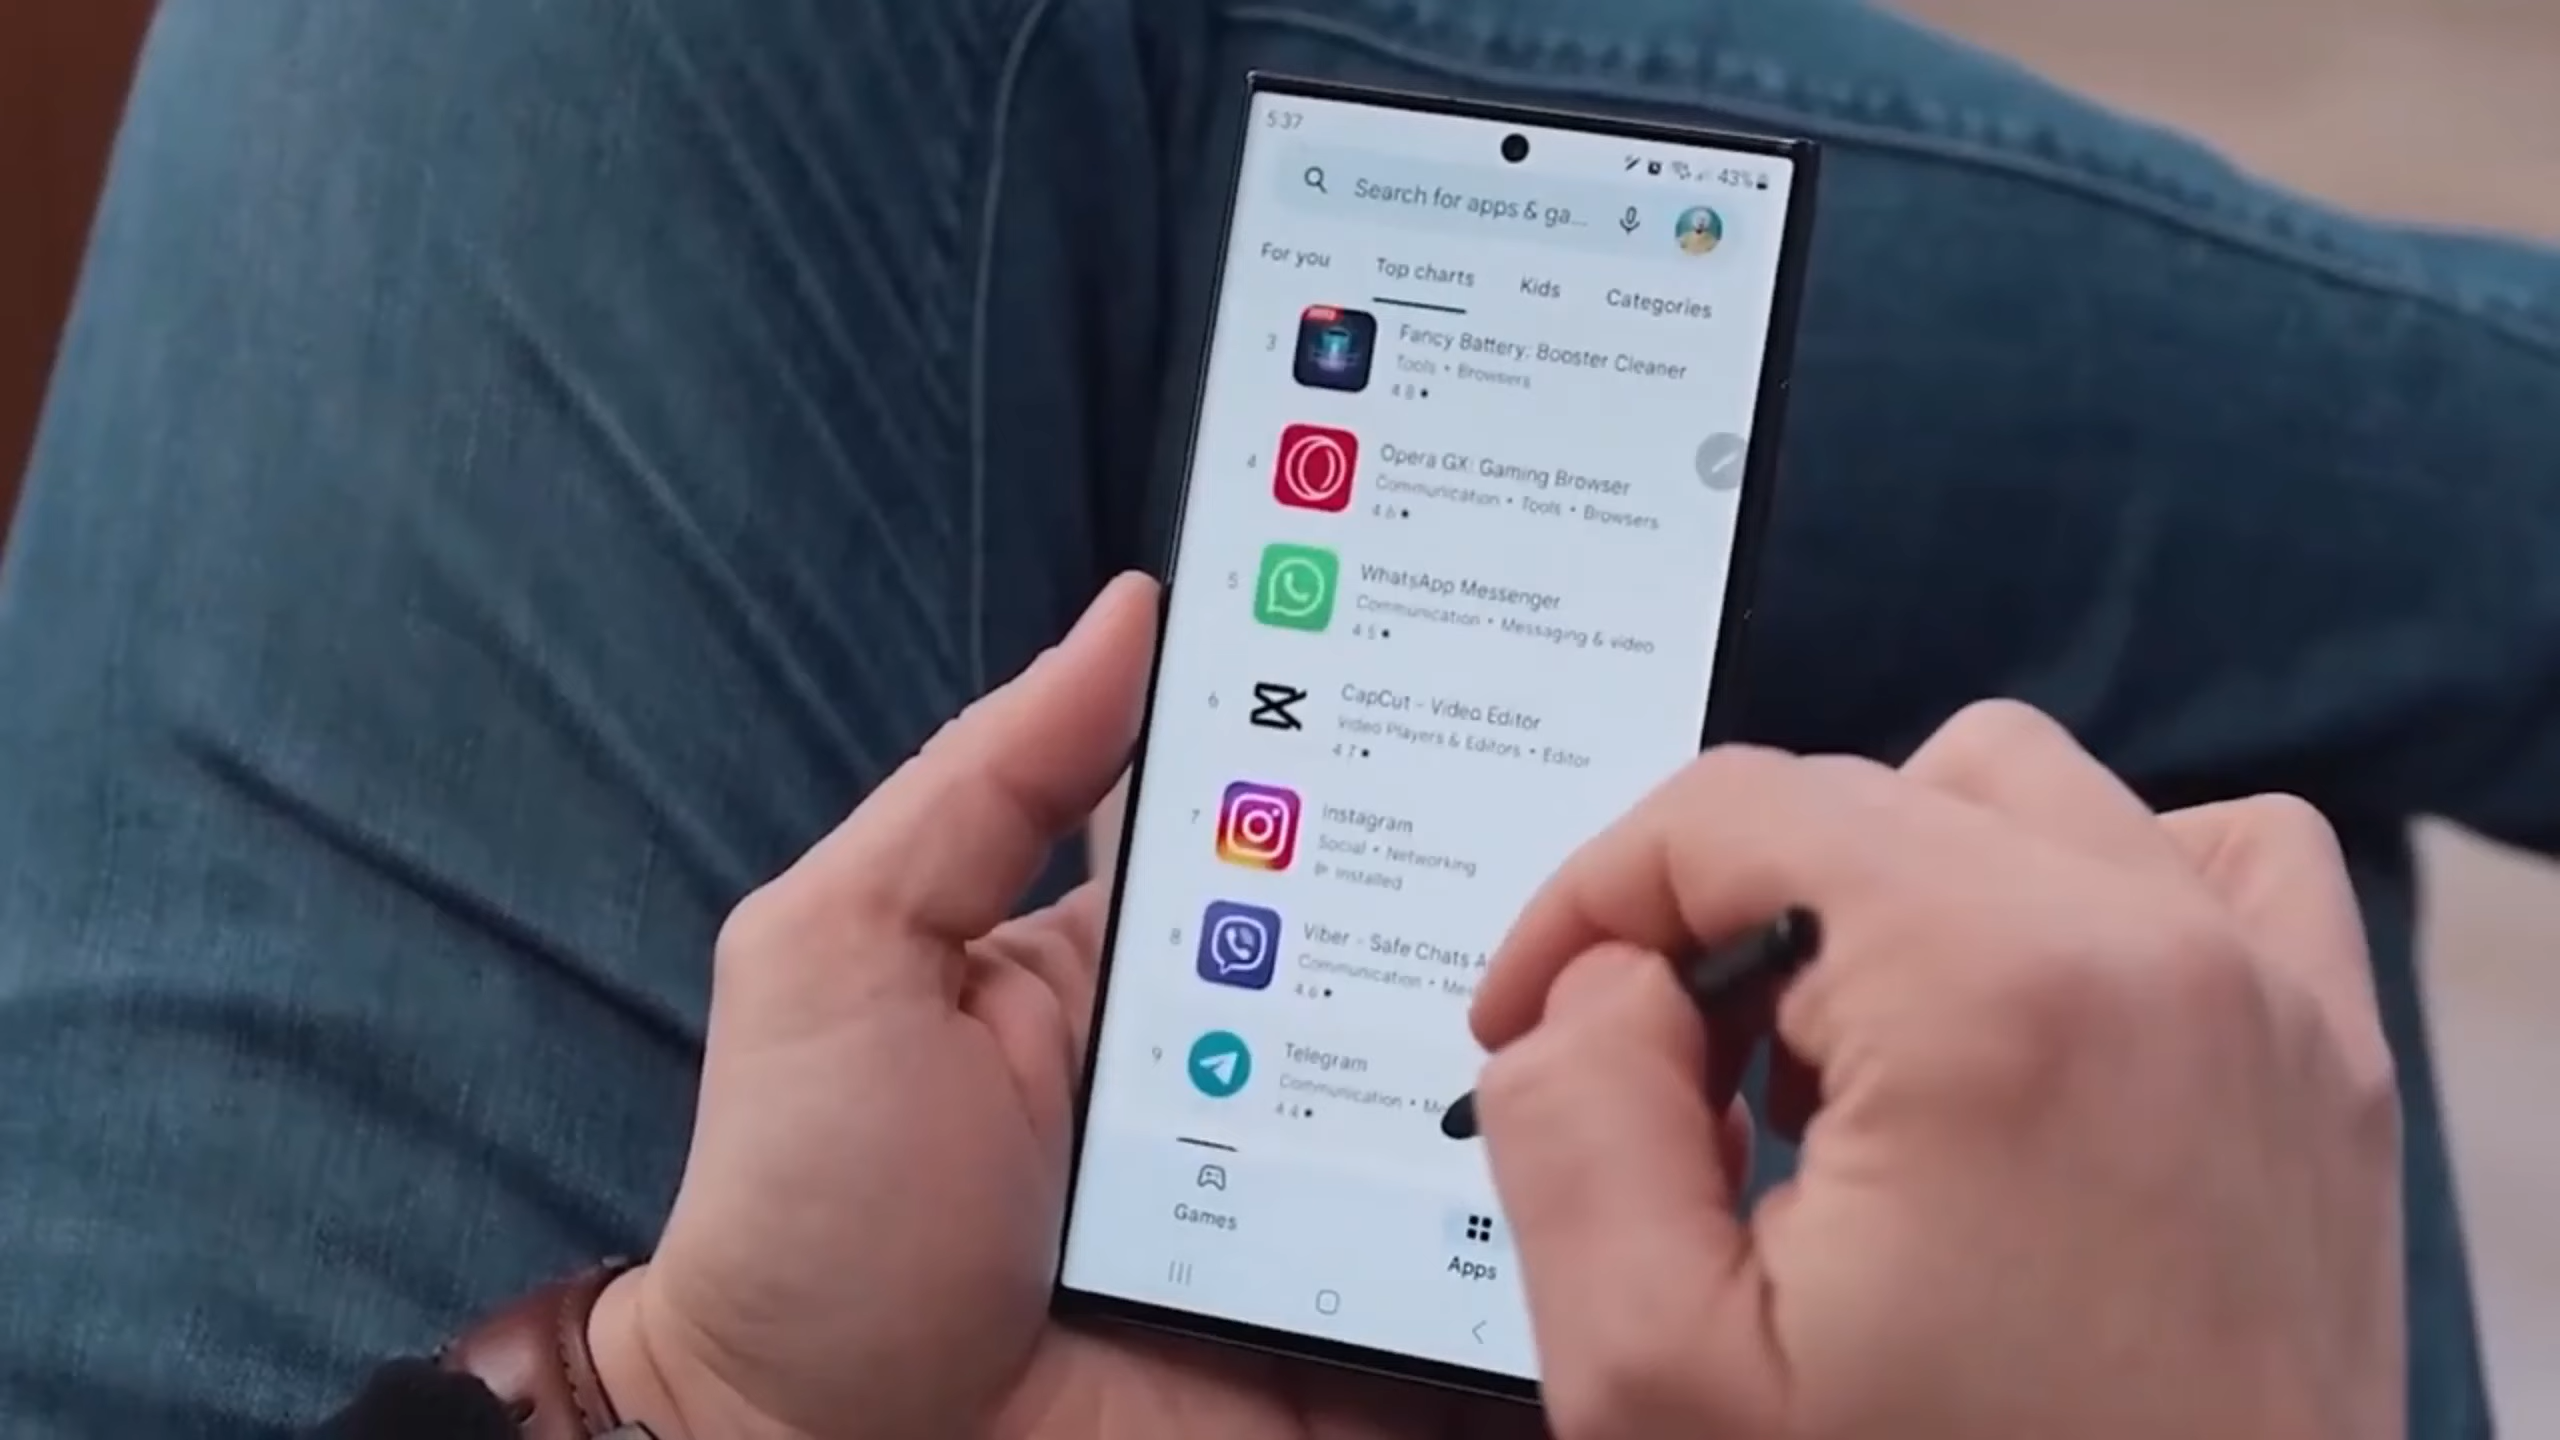 5:37
43%
Search for apps & ga...
For you Top charts Kids Categories
3
Fancy Battery: Booster Cleaner
Tools • Browsers
4.8
4
Opera GX: Gaming Browser
Communication • Tools • Browsers
4.6
5
WhatsApp Messenger
Communication • Messaging & video
4.5
6
CapCut - Video Editor
Video Players & Editors • Editor
4.7
7
Instagram
Social • Networking
Installed
8
Viber - Safe Chats A
Communication • Me
4.6
9
Telegram
Communication • M
4.4
Games
Apps